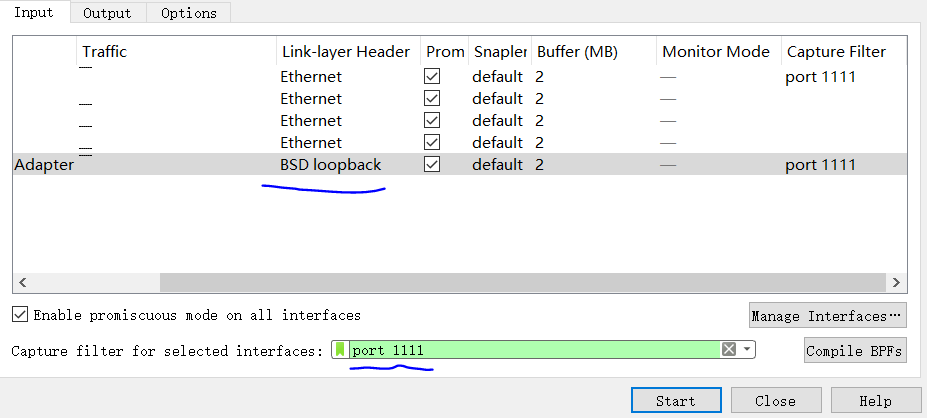 Input Output Options
Traffic Link-layer Header Prom Snaplen Buffer (MB) Monitor Mode Capture Filter
Ethernet default 2 — port 1111
Ethernet default 2 —
Ethernet default 2 —
Ethernet default 2 —
Adapter BSD loopback default 2 — port 1111
Enable promiscuous mode on all interfaces
Manage Interfaces…
Capture filter for selected interfaces: port 1111
Compile BPFs
Start Close Help